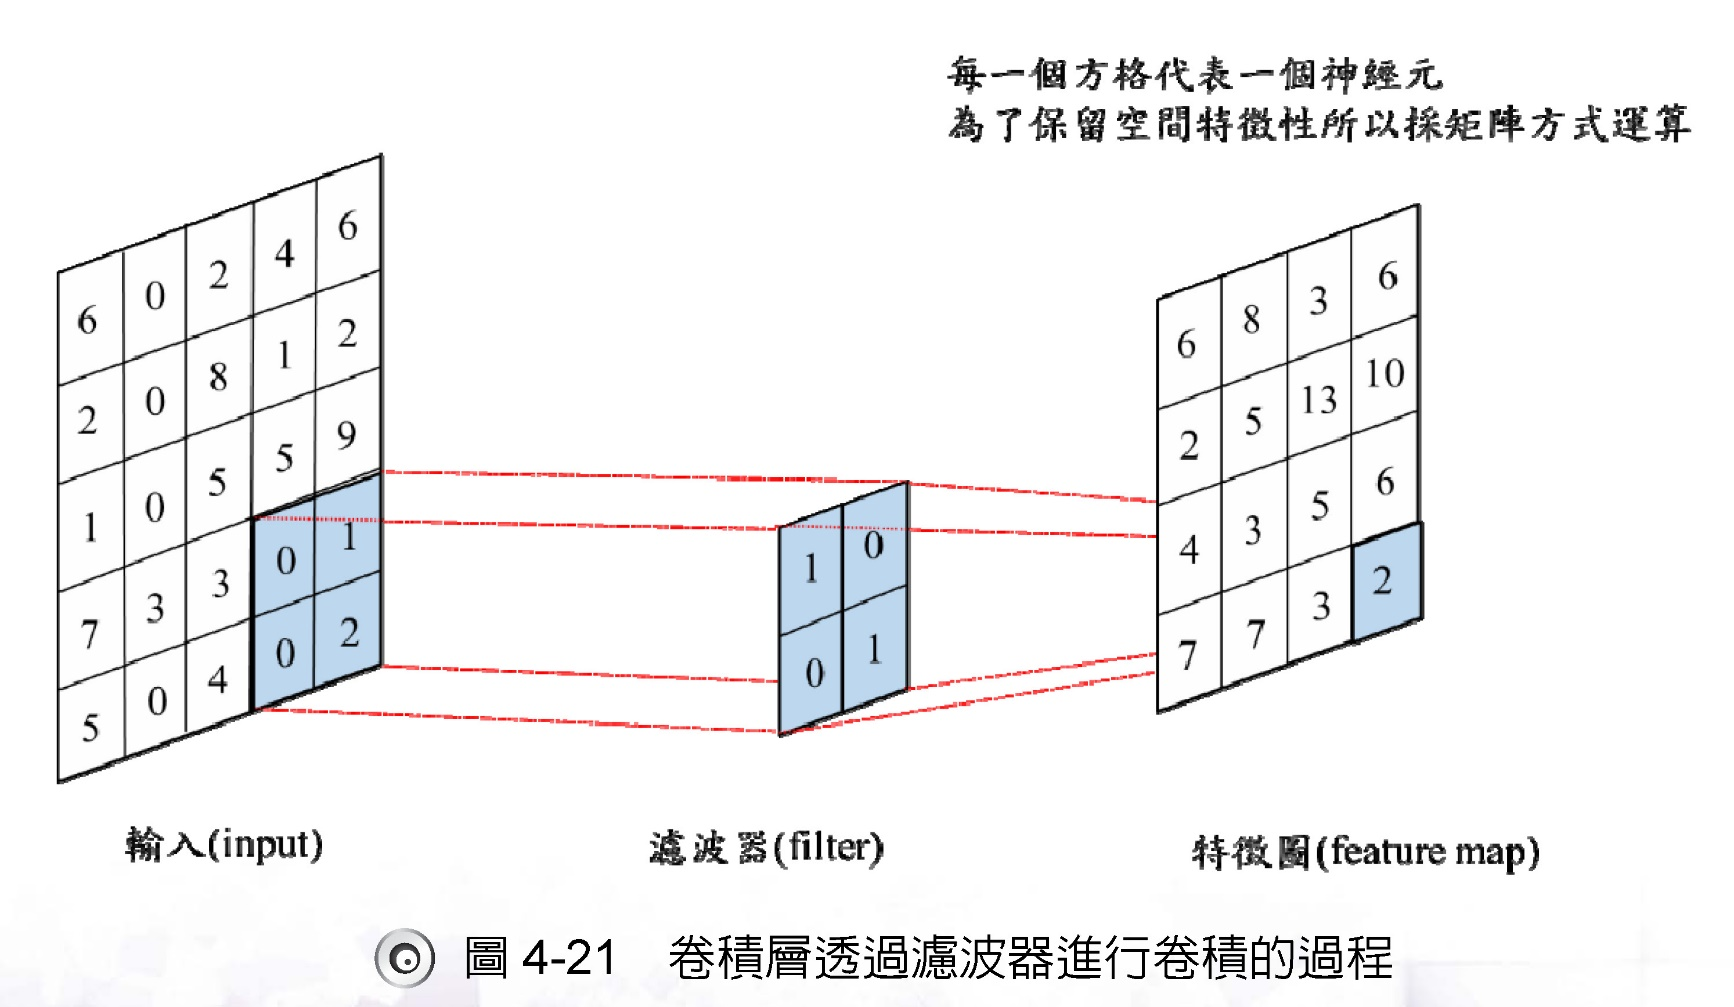 每一個方格代表一個神經元
為了保留空間特徵性所以採矩陣方式運算
6 0 2 4 6
2 0 8 1 2
1 0 5 5 9
7 3 3 0 1
5 0 4 0 2
1 0
0 1
6 8 3 6
2 5 13 10
4 3 5 6
7 7 3 2
輸入(input)
濾波器(filter)
特徵圖(feature map)
圖 4-21 卷積層透過濾波器進行卷積的過程